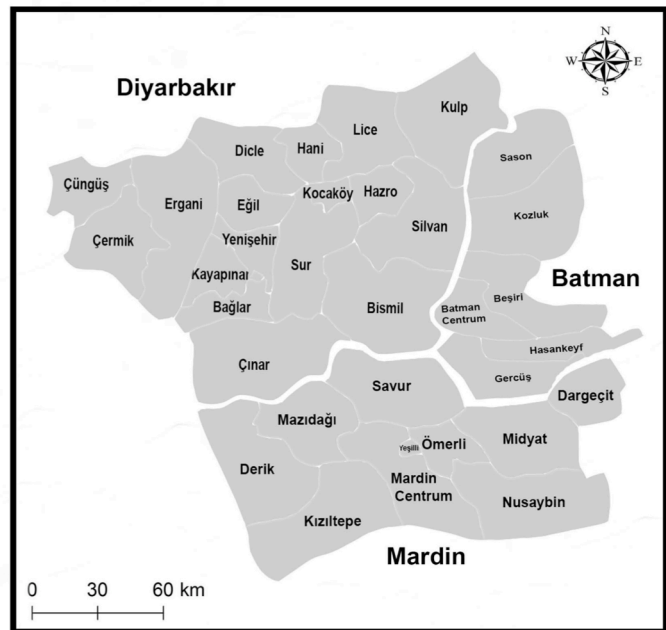 N
W E
S
Diyarbakır
Kulp
Lice
Hani
Dicle
Sason
Çüngüş
Ergani
Eğil
Kocaköy
Hazro
Kozluk
Çermik
Yenişehir
Silvan
Sur
Kayapınar
Batman
Bağlar
Bismil
Batman
Centrum
Beşiri
Hasankeyf
Çınar
Gercüş
Savur
Dargeçit
Mazıdağı
Yeşilli
Ömerli
Midyat
Derik
Mardin
Centrum
Nusaybin
Kızıltepe
Mardin
0 30 60 km